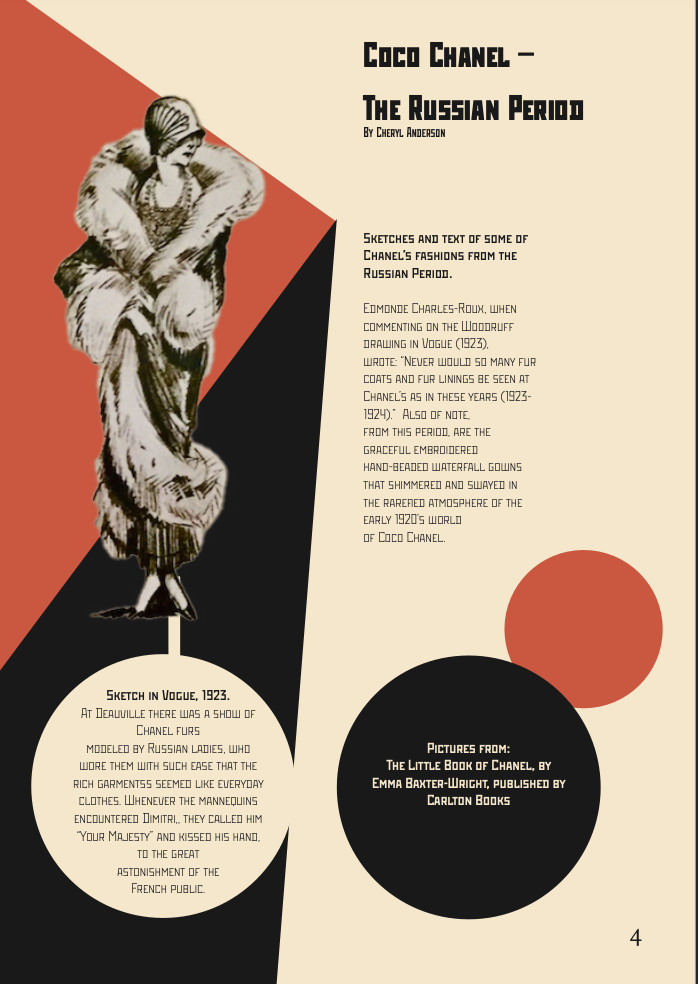 Coco Chanel –
The Russian Period
By Cheryl Anderson
Sketches and text of some of
Chanel's fashions from the
Russian Period.
Edmonde Charles-Roux, when
commenting on the Woodruff
drawing in Vogue (1923),
wrote: "Never would so many fur
coats and fur linings be seen at
Chanel's as in these years (1923-
1924)." Also of note,
from this period, are the
graceful embroidered
hand-beaded waterfall gowns
that shimmered and swayed in
the rarefied atmosphere of the
early 1920's world
of Coco Chanel.
Sketch in Vogue, 1923.
At Deauville there was a show of
Chanel furs
modeled by Russian ladies, who
wore them with such ease that the
rich garmentss seemed like everyday
clothes. Whenever the mannequins
encountered Dimitri,, they called him
"Your Majesty" and kissed his hand,
to the great
astonishment of the
French public.
Pictures from:
The Little Book of Chanel, by
Emma Baxter-Wright, published by
Carlton Books
4